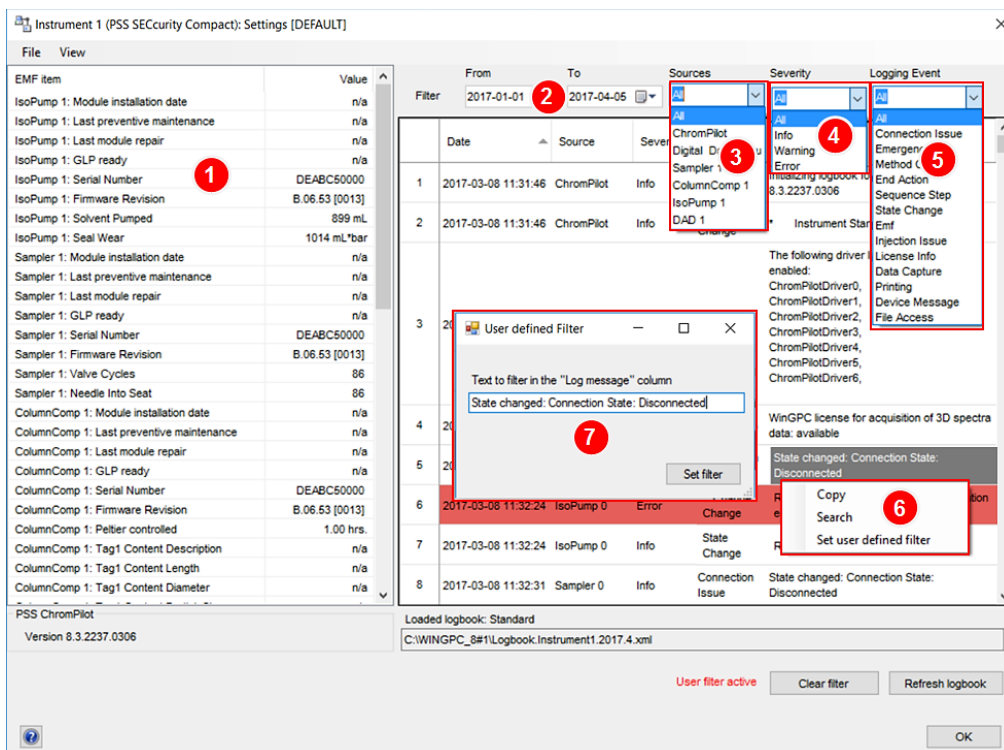 Instrument 1 (PSS SECcurity Compact): Settings [DEFAULT]
File View
EMF item Value
IsoPump 1: Module installation date n/a
IsoPump 1: Last preventive maintenance n/a
IsoPump 1: Last module repair n/a
IsoPump 1: GLP ready n/a
IsoPump 1: Serial Number DEABC50000
IsoPump 1: Firmware Revision B.06.53 [0013]
IsoPump 1: Solvent Pumped 899 mL
IsoPump 1: Seal Wear 1014 mL*bar
Sampler 1: Module installation date n/a
Sampler 1: Last preventive maintenance n/a
Sampler 1: Last module repair n/a
Sampler 1: GLP ready n/a
Sampler 1: Serial Number DEABC50000
Sampler 1: Firmware Revision B.06.53 [0013]
Sampler 1: Valve Cycles 86
Sampler 1: Needle Into Seat 86
ColumnComp 1: Module installation date n/a
ColumnComp 1: Last preventive maintenance n/a
ColumnComp 1: Last module repair n/a
ColumnComp 1: GLP ready n/a
ColumnComp 1: Serial Number DEABC50000
ColumnComp 1: Firmware Revision B.06.53 [0013]
ColumnComp 1: Peltier controlled 1.00 hrs.
ColumnComp 1: Tag1 Content Description n/a
ColumnComp 1: Tag1 Content Length n/a
ColumnComp 1: Tag1 Content Diameter n/a
1
PSS ChromPilot
Version 8.3.2237.0306
From To Sources Severity Logging Event
Filter 2017-01-01 2 2017-04-05 All All All
All
ChromPilot
Digital
Sampler 1
ColumnComp 1
IsoPump 1
DAD 1
3
All
Info
Warning
Error
4
All
Connection Issue
Method
End Action
Sequence Step
State Change
Emf
Injection Issue
License Info
Data Capture
Printing
Device Message
File Access
5
Date Source
1 2017-03-08 11:31:46 ChromPilot Info
8.3.2237.0306
2 2017-03-08 11:31:46 ChromPilot Info Change * Instrument
3
The following driver
enabled:
ChromPilotDriver0,
ChromPilotDriver1,
ChromPilotDriver2,
ChromPilotDriver3,
ChromPilotDriver4,
ChromPilotDriver5,
ChromPilotDriver6,
4 WinGPC license for acquisition of 3D spectra
data: available
5 State changed: Connection State:
Disconnected
6 2017-03-08 11:32:24 IsoPump 0 Error Change
7 2017-03-08 11:32:24 IsoPump 0 Info State
Change
8 2017-03-08 11:32:31 Sampler 0 Info Connection
Issue State changed: Connection State:
Disconnected
User defined Filter
Text to filter in the "Log message" column
State changed: Connection State: Disconnected
7
Set filter
Copy
Search
Set user defined filter
6
Loaded logbook: Standard
C:\WINGPC_8#1\Logbook.Instrument1.2017.4.xml
User filter active Clear filter Refresh logbook
OK